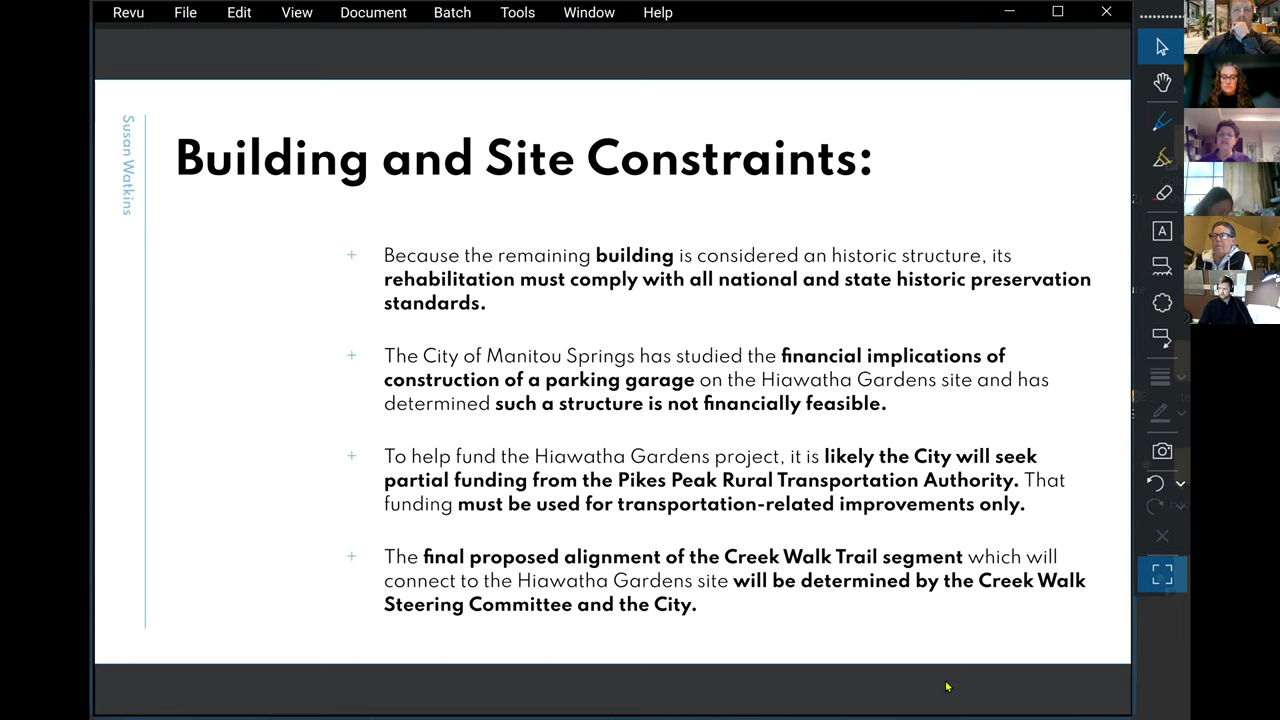 Revu File Edit View Document Batch Tools Window Help
Susan Watkins
Building and Site Constraints:
+ Because the remaining building is considered an historic structure, its
rehabilitation must comply with all national and state historic preservation
standards.
+ The City of Manitou Springs has studied the financial implications of
construction of a parking garage on the Hiawatha Gardens site and has
determined such a structure is not financially feasible.
+ To help fund the Hiawatha Gardens project, it is likely the City will seek
partial funding from the Pikes Peak Rural Transportation Authority. That
funding must be used for transportation-related improvements only.
+ The final proposed alignment of the Creek Walk Trail segment which will
connect to the Hiawatha Gardens site will be determined by the Creek Walk
Steering Committee and the City.
A